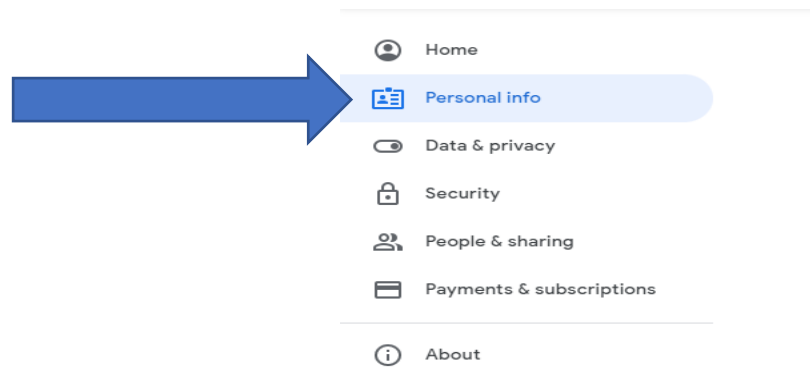 Home
Personal info
Data & privacy
Security
People & sharing
Payments & subscriptions
About